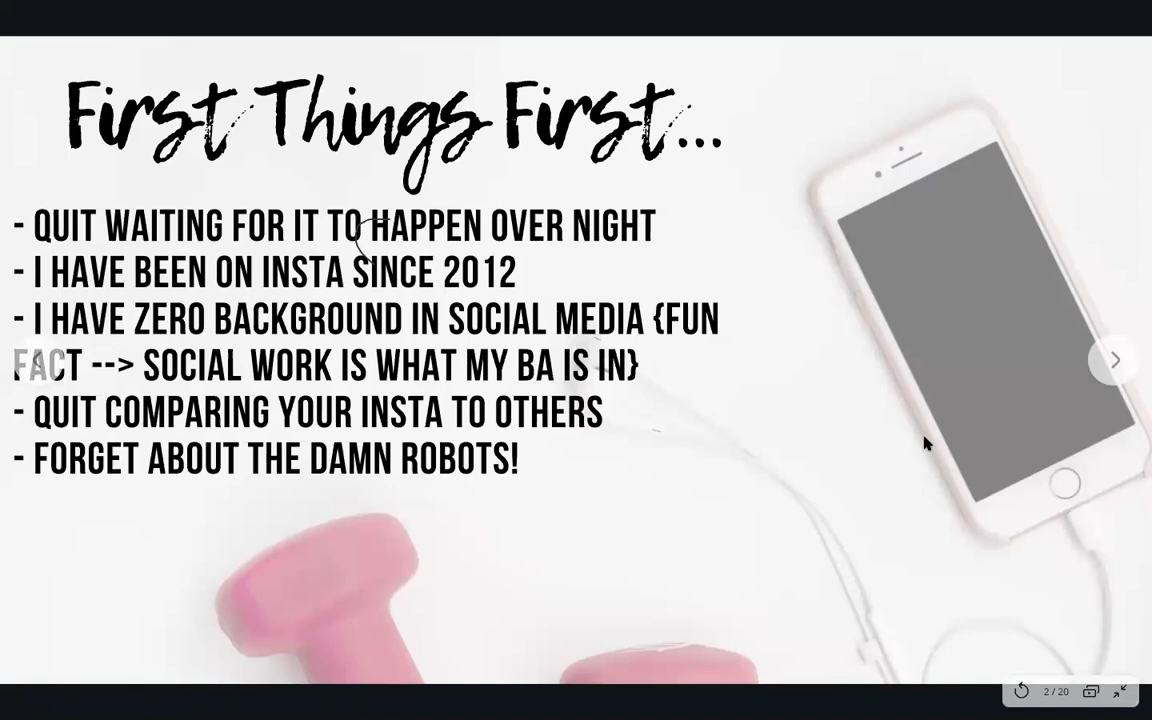 First Things First...
- QUIT WAITING FOR IT TO HAPPEN OVER NIGHT
- I HAVE BEEN ON INSTA SINCE 2012
- I HAVE ZERO BACKGROUND IN SOCIAL MEDIA {FUN
FACT --> SOCIAL WORK IS WHAT MY BA IS IN}
- QUIT COMPARING YOUR INSTA TO OTHERS
- FORGET ABOUT THE DAMN ROBOTS!
2 / 20